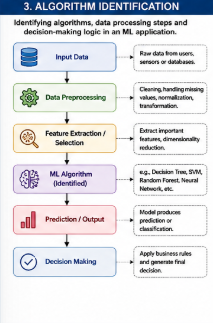 3. ALGORITHM IDENTIFICATION
Identifying algorithms, data processing steps and
decision-making logic in an ML application.
Input Data
Raw data from users,
sensors or databases.
Data Preprocessing
Cleaning, handling missing
values, normalization,
transformation.
Feature Extraction /
Selection
Extract important
features, dimensionality
reduction.
ML Algorithm
(Identified)
e.g., Decision Tree, SVM,
Random Forest, Neural
Network, etc.
Prediction / Output
Model produces
prediction or
classification.
Decision Making
Apply business rules
and generate final
decision.